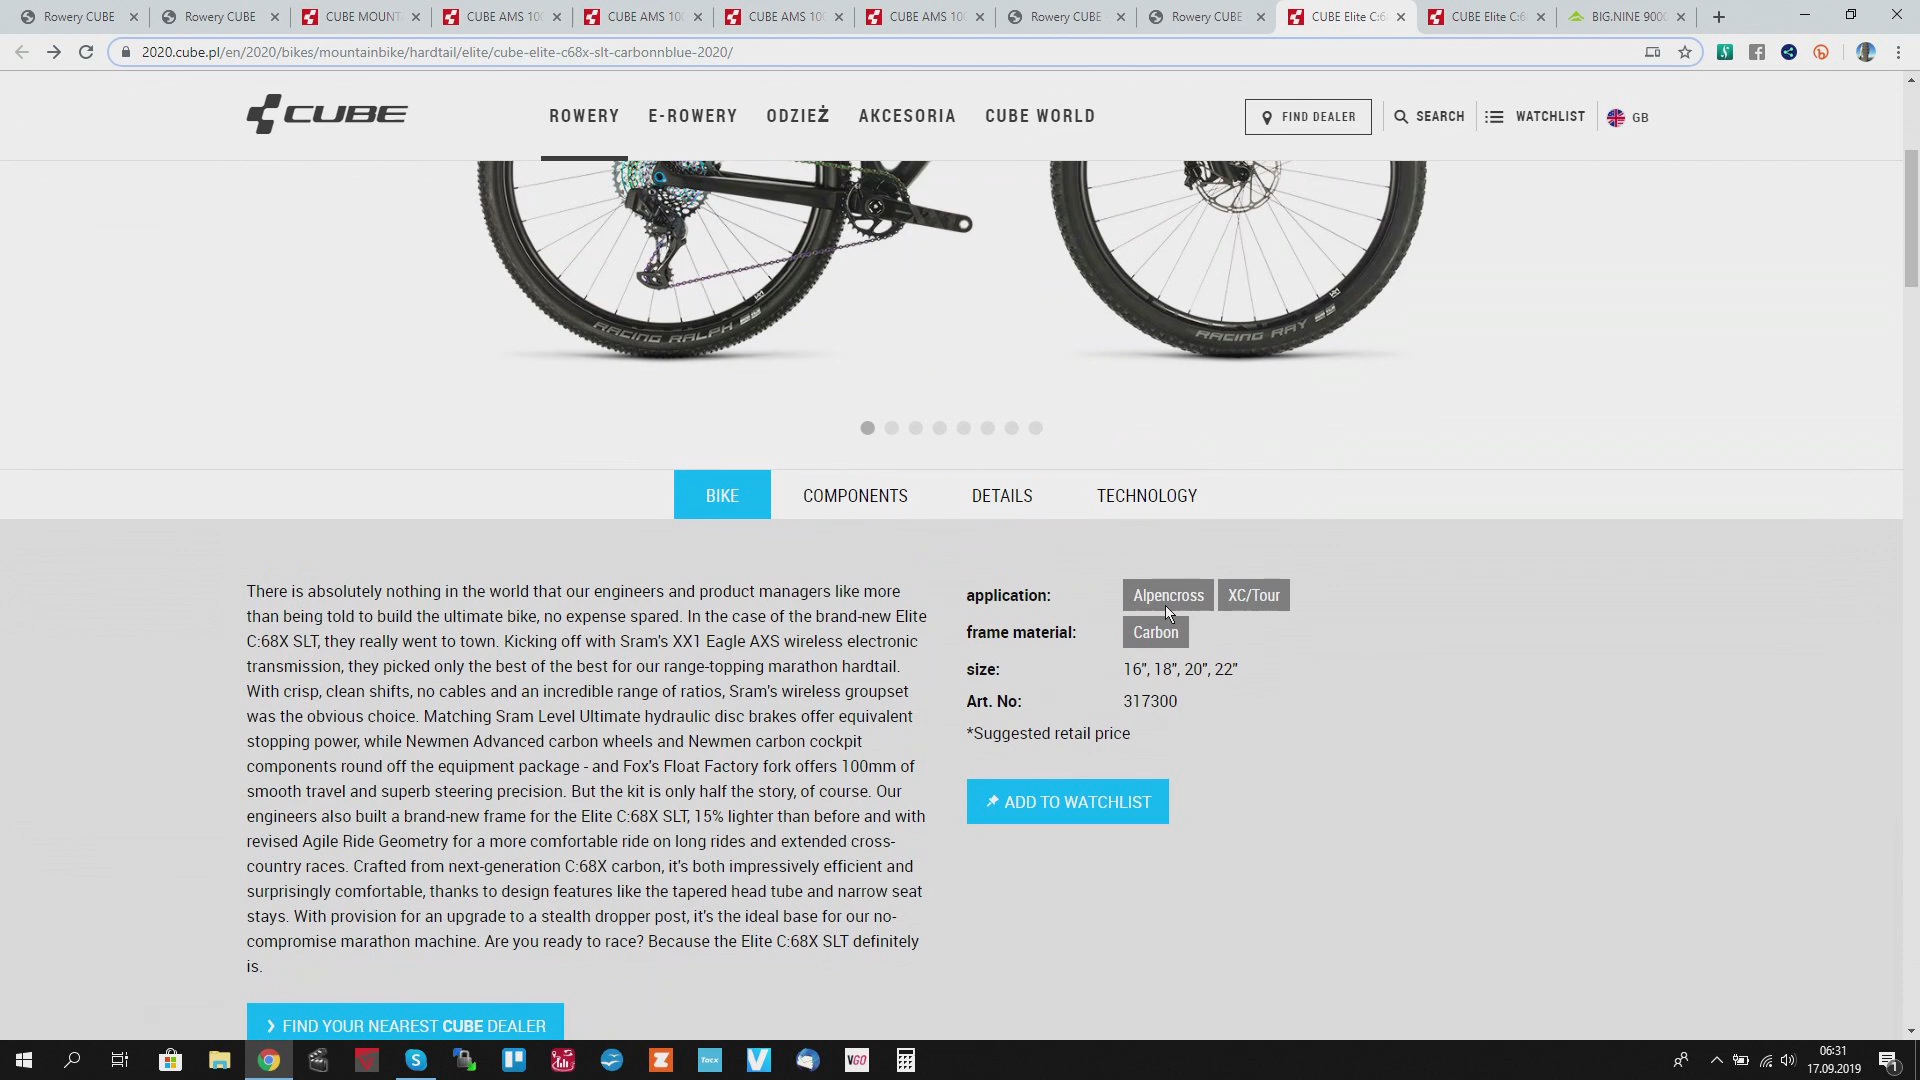 Rowery CUBE
Rowery CUBE
CUBE MOUNT
CUBE AMS 100
CUBE AMS 100
CUBE AMS 100
CUBE AMS 100
Rowery CUBE
Rowery CUBE
CUBE Elite C:6
CUBE Elite C:6
BIG.NINE 9000
2020.cube.pl/en/2020/bikes/mountainbike/hardtail/elite/cube-elite-c68x-slt-carbonnblue-2020/
CUBE
ROWERY
E-ROWERY
ODZIEŻ
AKCESORIA
CUBE WORLD
FIND DEALER
SEARCH
WATCHLIST
GB
RACING RALPH
RACING RAY
BIKE
COMPONENTS
DETAILS
TECHNOLOGY
There is absolutely nothing in the world that our engineers and product managers like more
than being told to build the ultimate bike, no expense spared. In the case of the brand-new Elite
C:68X SLT, they really went to town. Kicking off with Sram's XX1 Eagle AXS wireless electronic
transmission, they picked only the best of the best for our range-topping marathon hardtail.
With crisp, clean shifts, no cables and an incredible range of ratios, Sram's wireless groupset
was the obvious choice. Matching Sram Level Ultimate hydraulic disc brakes offer equivalent
stopping power, while Newmen Advanced carbon wheels and Newmen carbon cockpit
components round off the equipment package - and Fox's Float Factory fork offers 100mm of
smooth travel and superb steering precision. But the kit is only half the story, of course. Our
engineers also built a brand-new frame for the Elite C:68X SLT, 15% lighter than before and with
revised Agile Ride Geometry for a more comfortable ride on long rides and extended cross-
country races. Crafted from next-generation C:68X carbon, it's both impressively efficient and
surprisingly comfortable, thanks to design features like the tapered head tube and narrow seat
stays. With provision for an upgrade to a stealth dropper post, it's the ideal base for our no-
compromise marathon machine. Are you ready to race? Because the Elite C:68X SLT definitely
is.
FIND YOUR NEAREST CUBE DEALER
application: Alpencross XC/Tour
frame material: Carbon
size: 16", 18", 20", 22"
Art. No: 317300
*Suggested retail price
ADD TO WATCHLIST
Tacx
VGO
06:31
17.09.2019
1